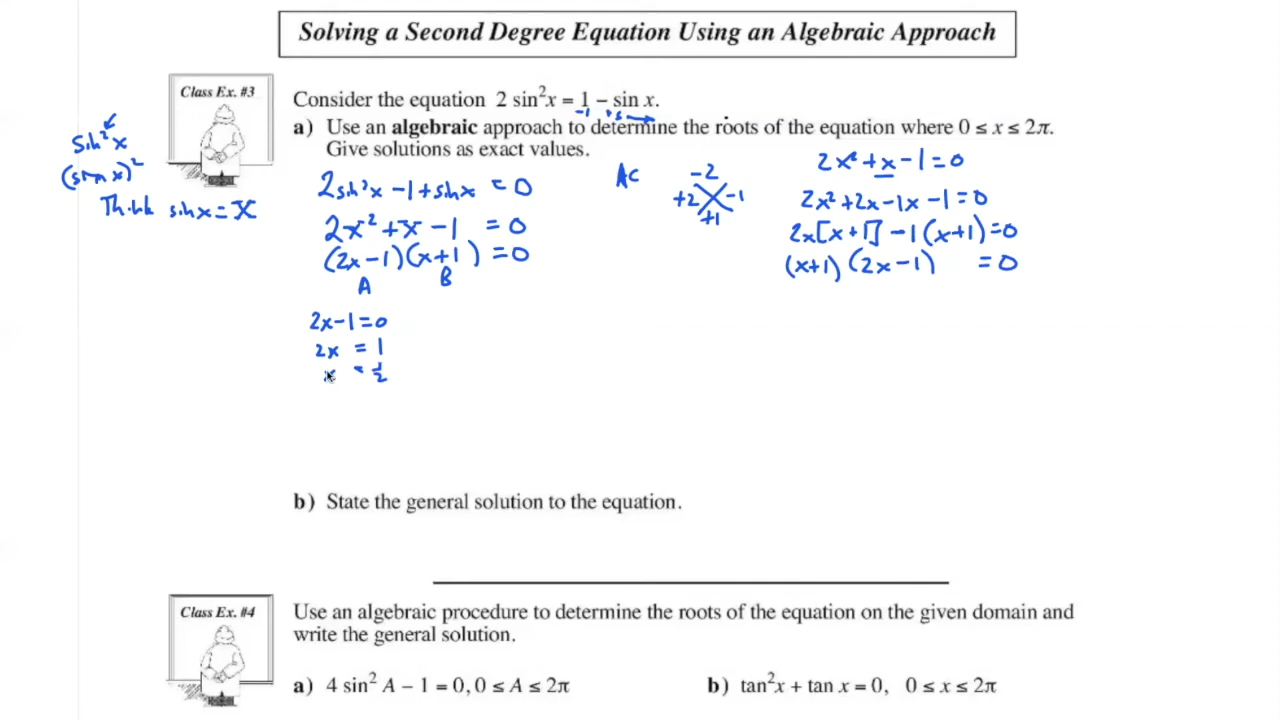 Solving a Second Degree Equation Using an Algebraic Approach
Class Ex. #3
Consider the equation 2 sin²x = 1 − sin x.
−1 +s
a) Use an algebraic approach to determine the roots of the equation where 0 ≤ x ≤ 2π.
Give solutions as exact values.
sin²x
(sin x)²
Think sinx = x
2sin²x − 1 + sinx = 0
2x² + x − 1 = 0
(2x − 1)(x + 1) = 0
A B
2x − 1 = 0
2x = 1
x = 1/2
AC
−2
+2 −1
+1
2x² + x − 1 = 0
2x² + 2x − 1x − 1 = 0
2x[x + 1] − 1(x + 1) = 0
(x+1)(2x − 1) = 0
b) State the general solution to the equation.
Class Ex. #4
Use an algebraic procedure to determine the roots of the equation on the given domain and
write the general solution.
a) 4 sin² A − 1 = 0, 0 ≤ A ≤ 2π b) tan²x + tan x = 0, 0 ≤ x ≤ 2π